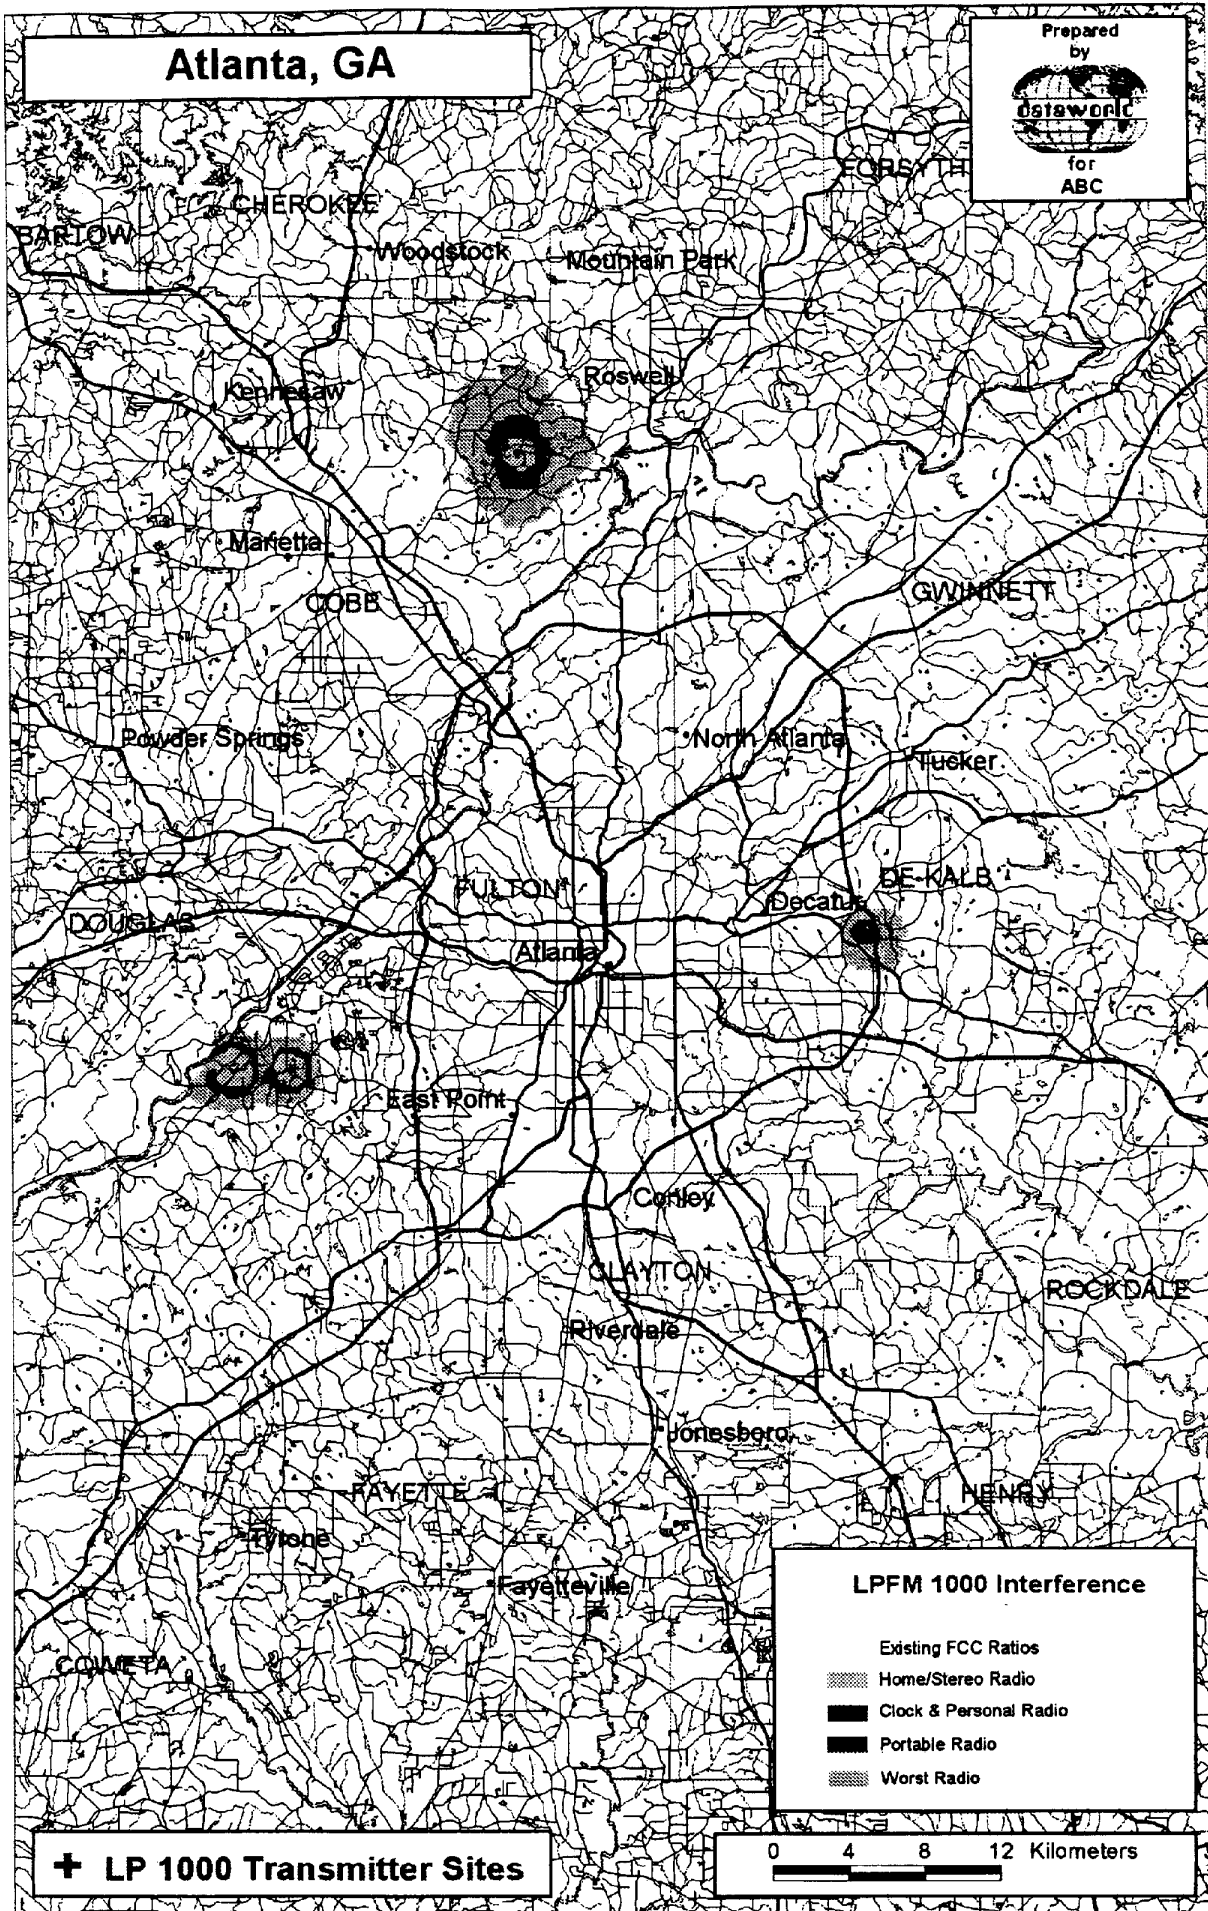 Atlanta, GA
Prepared
by
dataworld
for
ABC
FORSYTH
CHEROKEE
BARTOW
Woodstock
Mountain Park
Roswell
Kennesaw
Marietta
COBB
GWINNETT
Powder Springs
North Atlanta
Tucker
FULTON
DE KALB
Decatur
DOUGLAS
Atlanta
East Point
Conley
CLAYTON
ROCKDALE
Riverdale
Jonesboro
FAYETTE
HENRY
Tyrone
Fayetteville
COWETA
LPFM 1000 Interference
Existing FCC Ratios
Home/Stereo Radio
Clock & Personal Radio
Portable Radio
Worst Radio
+ LP 1000 Transmitter Sites
0 4 8 12 Kilometers